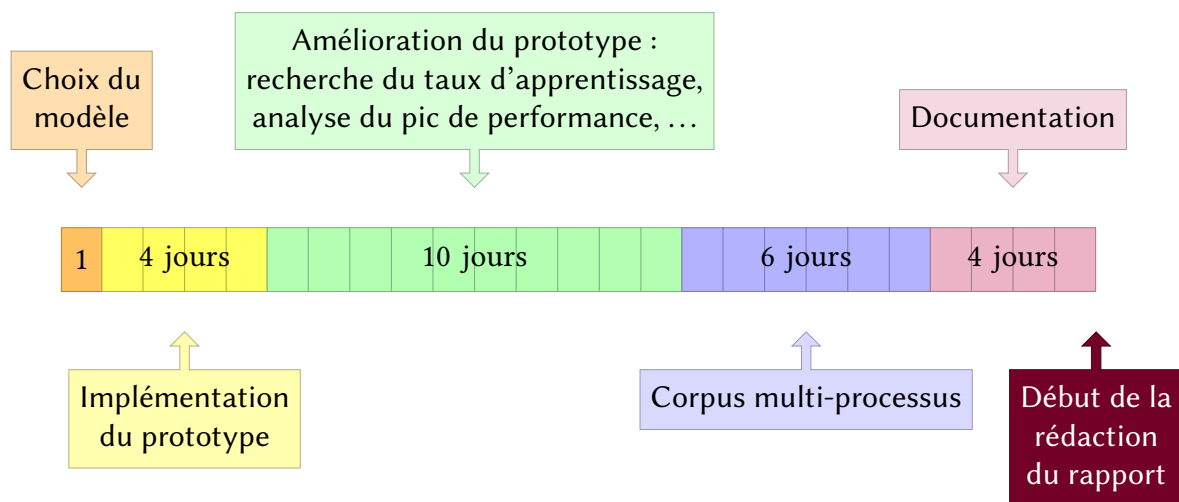 Choix du
modèle
Amélioration du prototype :
recherche du taux d’apprentissage,
analyse du pic de performance, …
Documentation
1
4 jours
10 jours
6 jours
4 jours
Implémentation
du prototype
Corpus multi-processus
Début de la
rédaction
du rapport